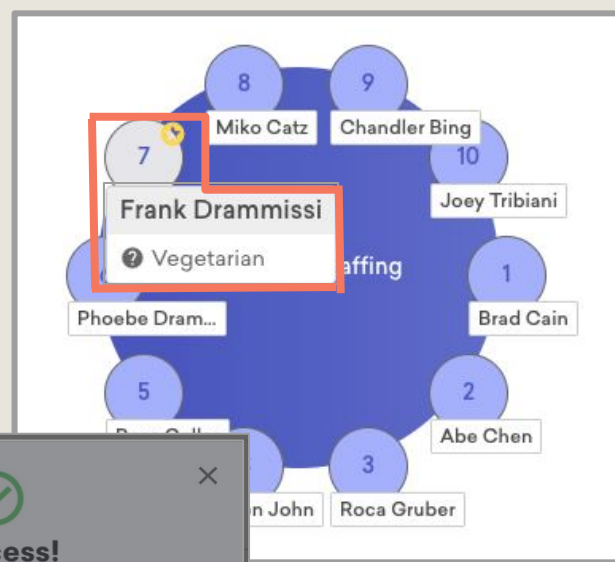 8
9
Miko Catz
Chandler Bing
7
10
Frank Drammissi
Joey Tribiani
Vegetarian
affing
1
Phoebe Dram...
Brad Cain
5
2
Abe Chen
3
n John
Roca Gruber
cess!